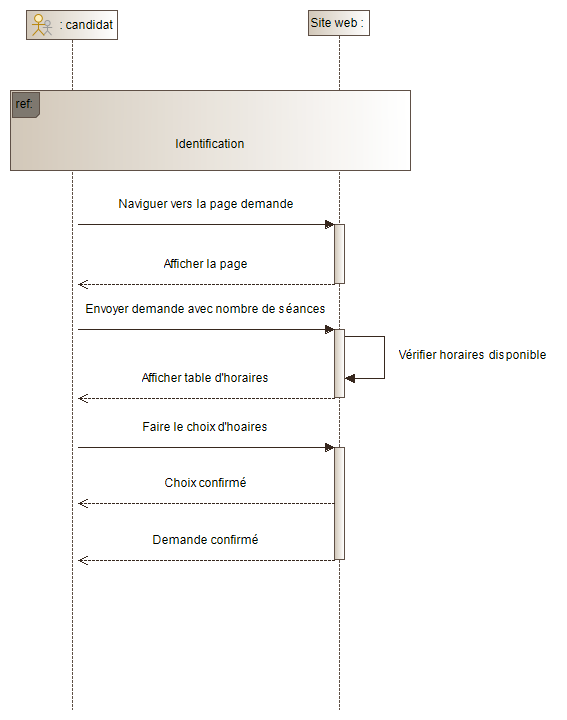 : candidat
Site web :
ref:
Identification
Naviguer vers la page demande
Afficher la page
Envoyer demande avec nombre de séances
Vérifier horaires disponible
Afficher table d'horaires
Faire le choix d'hoaires
Choix confirmé
Demande confirmé